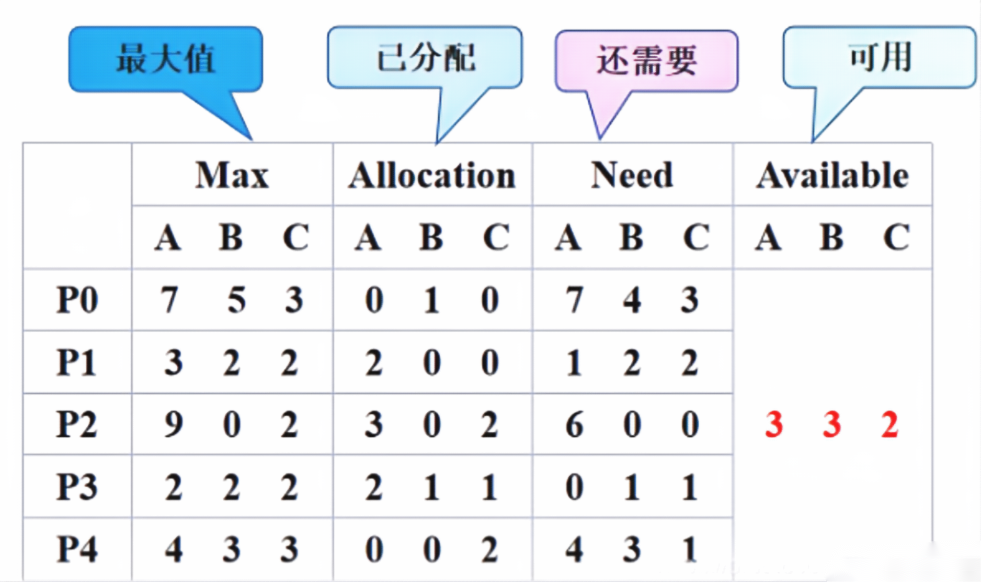 最大值 已分配 还需要 可用
Max Allocation Need Available
A B C A B C A B C A B C
P0 7 5 3 0 1 0 7 4 3
P1 3 2 2 2 0 0 1 2 2
P2 9 0 2 3 0 2 6 0 0 3 3 2
P3 2 2 2 2 1 1 0 1 1
P4 4 3 3 0 0 2 4 3 1